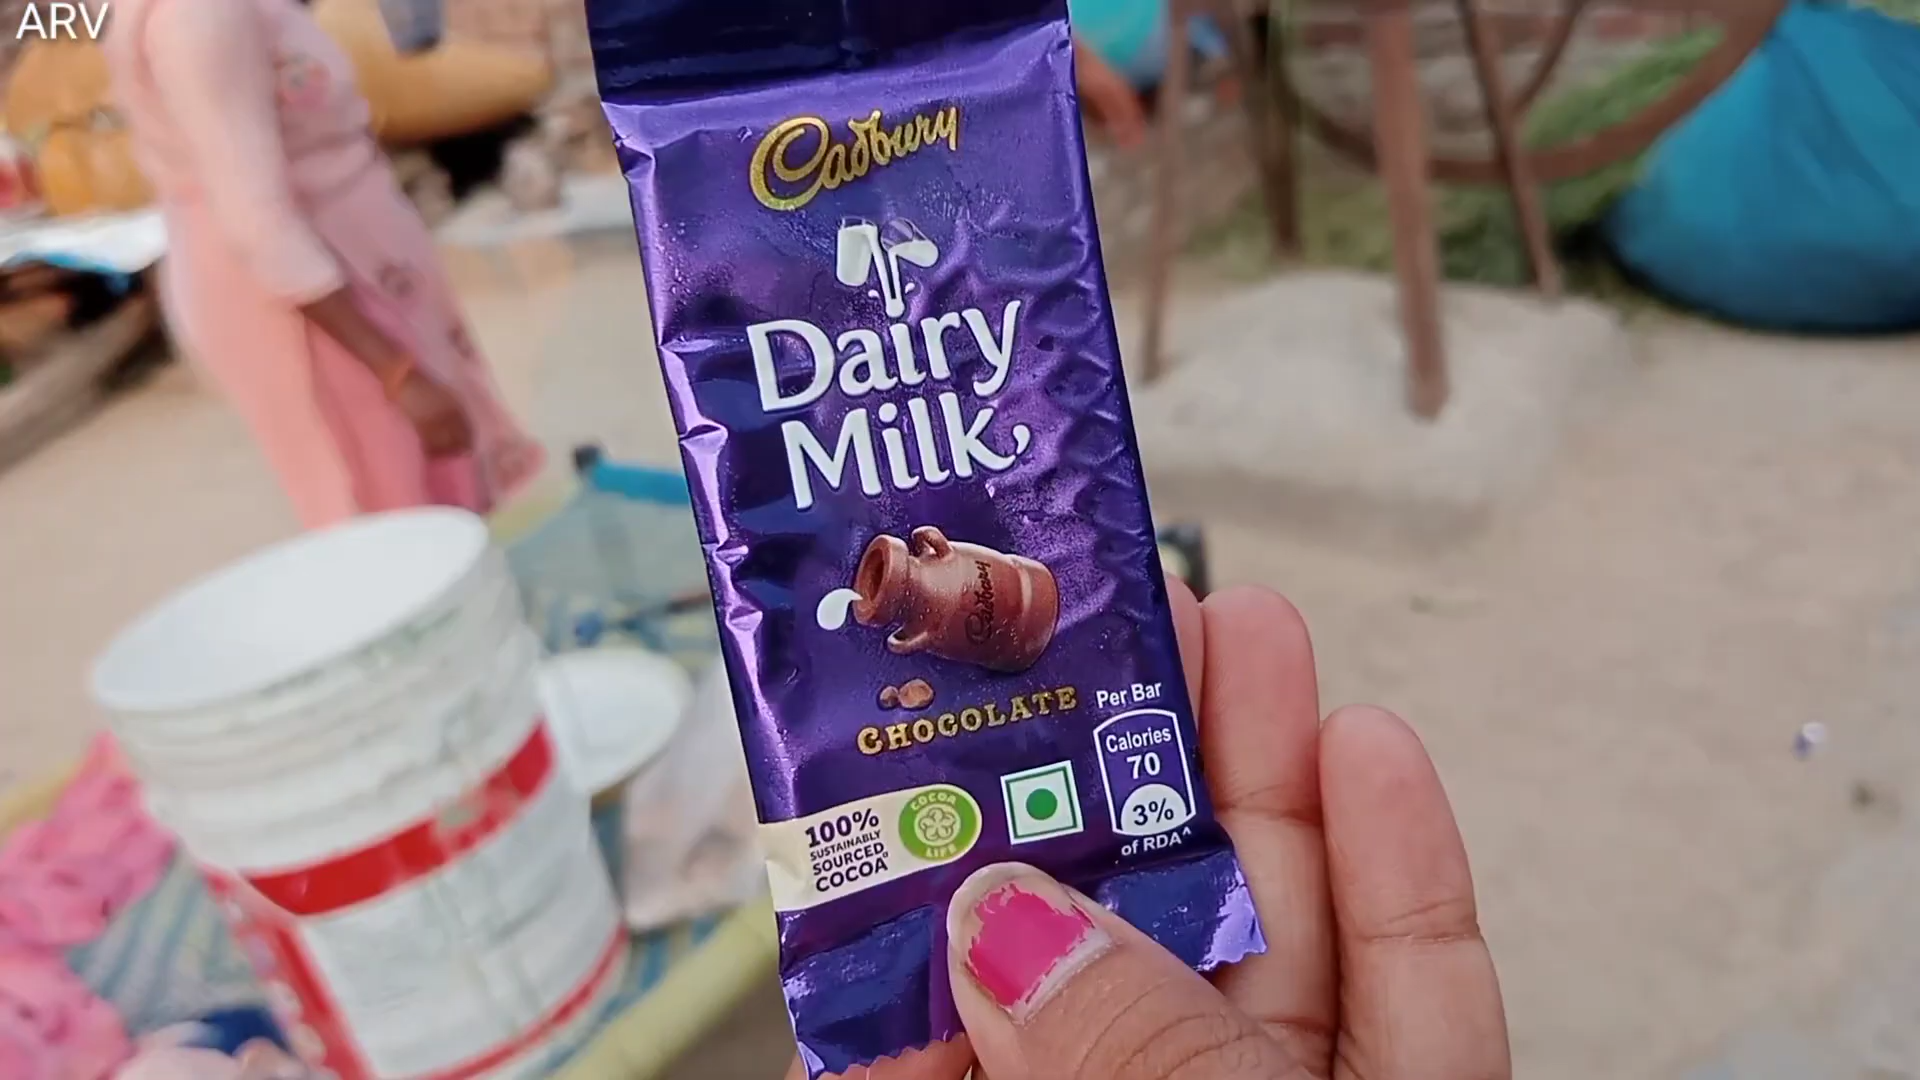 ARV
Cadbury
Dairy
Milk
Cadbury
CHOCOLATE
Per Bar
Calories
70
3%
of RDA^
100%
SUSTAINABLY
SOURCED
COCOA
COCOA
LIFE